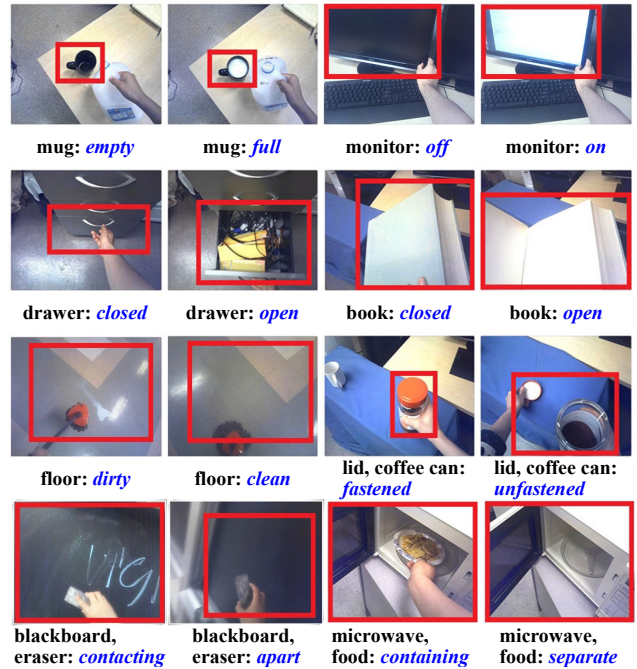 mug: empty
mug: full
monitor: off
monitor: on
drawer: closed
drawer: open
book: closed
book: open
floor: dirty
floor: clean
lid, coffee can:
fastened
lid, coffee can:
unfastened
blackboard,
eraser: contacting
blackboard,
eraser: apart
microwave,
food: containing
microwave,
food: separate